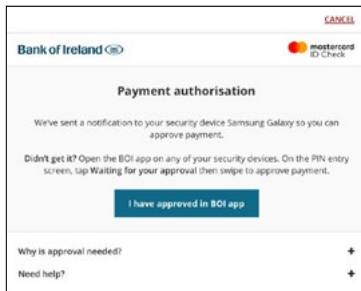 CANCEL
Bank of Ireland
mastercard
ID Check
Payment authorisation
We've sent a notification to your security device Samsung Galaxy so you can
approve payment.
Didn't get it? Open the BOI app on any of your security devices. On the PIN entry
screen, tap Waiting for your approval then swipe to approve payment.
I have approved in BOI app
Why is approval needed? +
Need help? +